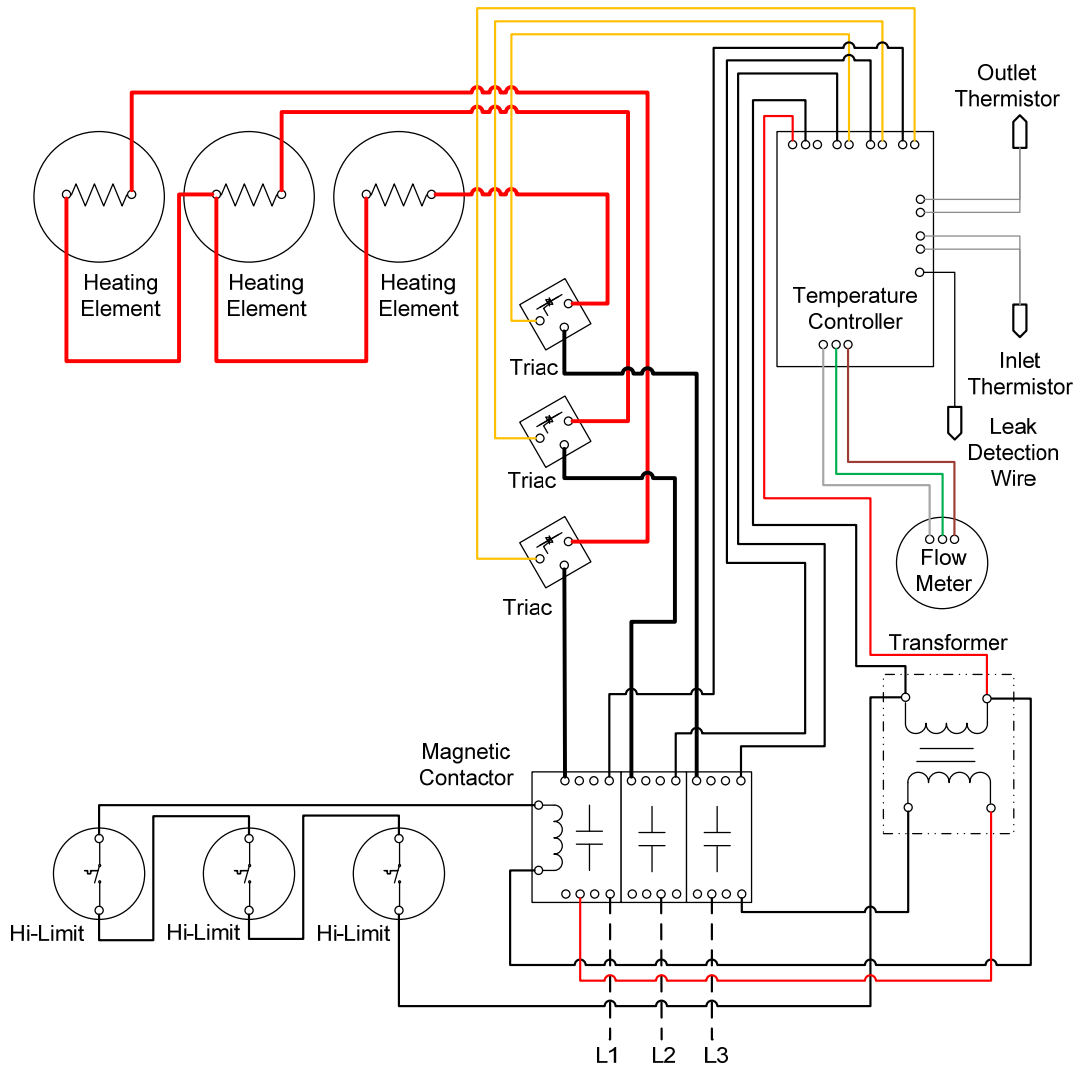 Outlet
Thermistor
Heating
Element
Heating
Element
Heating
Element
Temperature
Controller
Triac
Inlet
Thermistor
Leak
Detection
Wire
Triac
Flow
Meter
Triac
Transformer
Magnetic
Contactor
Hi-Limit
Hi-Limit
Hi-Limit
L1
L2
L3